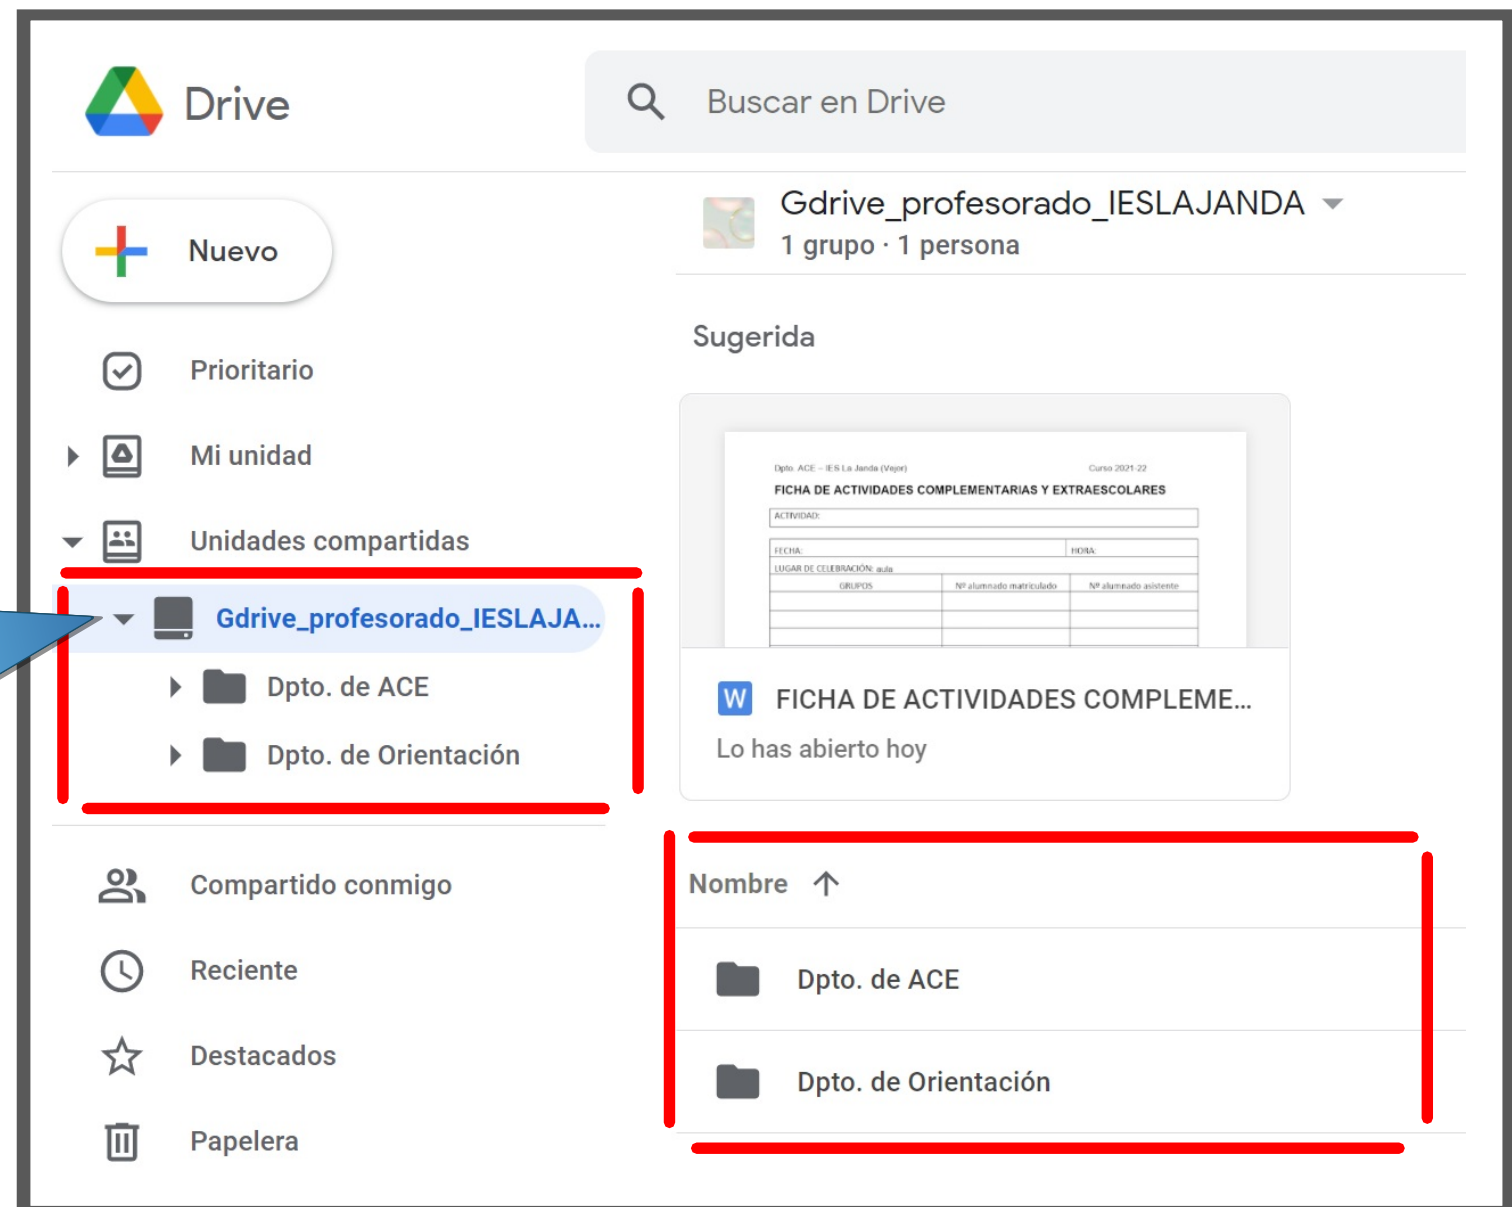 Drive
Buscar en Drive
Nuevo
Prioritario
Mi unidad
Unidades compartidas
Gdrive_profesorado_IESLAJA...
Dpto. de ACE
Dpto. de Orientación
Compartido conmigo
Reciente
Destacados
Papelera
Gdrive_profesorado_IESLAJANDA
1 grupo · 1 persona
Sugerida
Dpto. ACE – IES La Janda (Vejer) Curso 2021-22
FICHA DE ACTIVIDADES COMPLEMENTARIAS Y EXTRAESCOLARES
ACTIVIDAD:
FECHA: HORA:
LUGAR DE CELEBRACIÓN: aula
GRUPOS Nº alumnado matriculado Nº alumnado asistente
W FICHA DE ACTIVIDADES COMPLEME...
Lo has abierto hoy
Nombre
Dpto. de ACE
Dpto. de Orientación